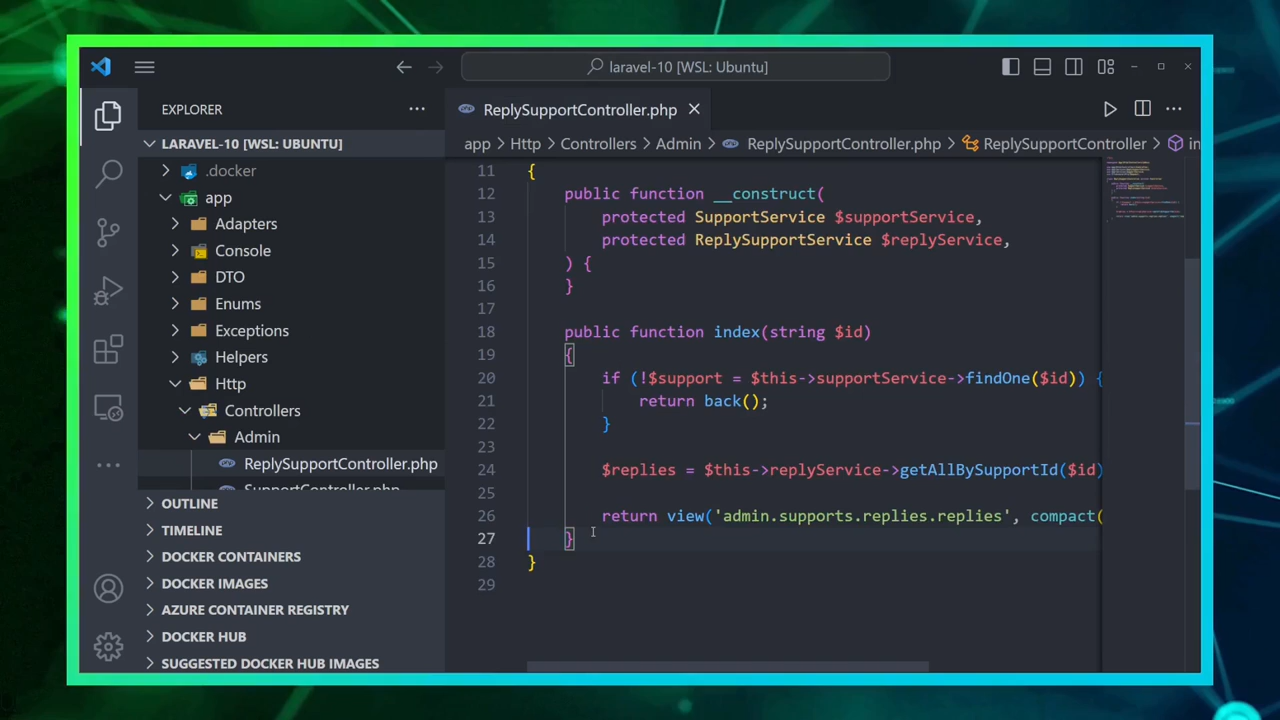 laravel-10 [WSL: Ubuntu]
EXPLORER
LARAVEL-10 [WSL: UBUNTU]
.docker
app
Adapters
Console
DTO
Enums
Exceptions
Helpers
Http
Controllers
Admin
ReplySupportController.php
SupportController.php
OUTLINE
TIMELINE
DOCKER CONTAINERS
DOCKER IMAGES
AZURE CONTAINER REGISTRY
DOCKER HUB
SUGGESTED DOCKER HUB IMAGES
ReplySupportController.php
app > Http > Controllers > Admin > ReplySupportController.php > ReplySupportController > in
11 {
12 public function __construct(
13 protected SupportService $supportService,
14 protected ReplySupportService $replyService,
15 ) {
16 }
17
18 public function index(string $id)
19 {
20 if (!$support = $this->supportService->findOne($id)) {
21 return back();
22 }
23
24 $replies = $this->replyService->getAllBySupportId($id)
25
26 return view('admin.supports.replies.replies', compact(
27 }
28 }
29